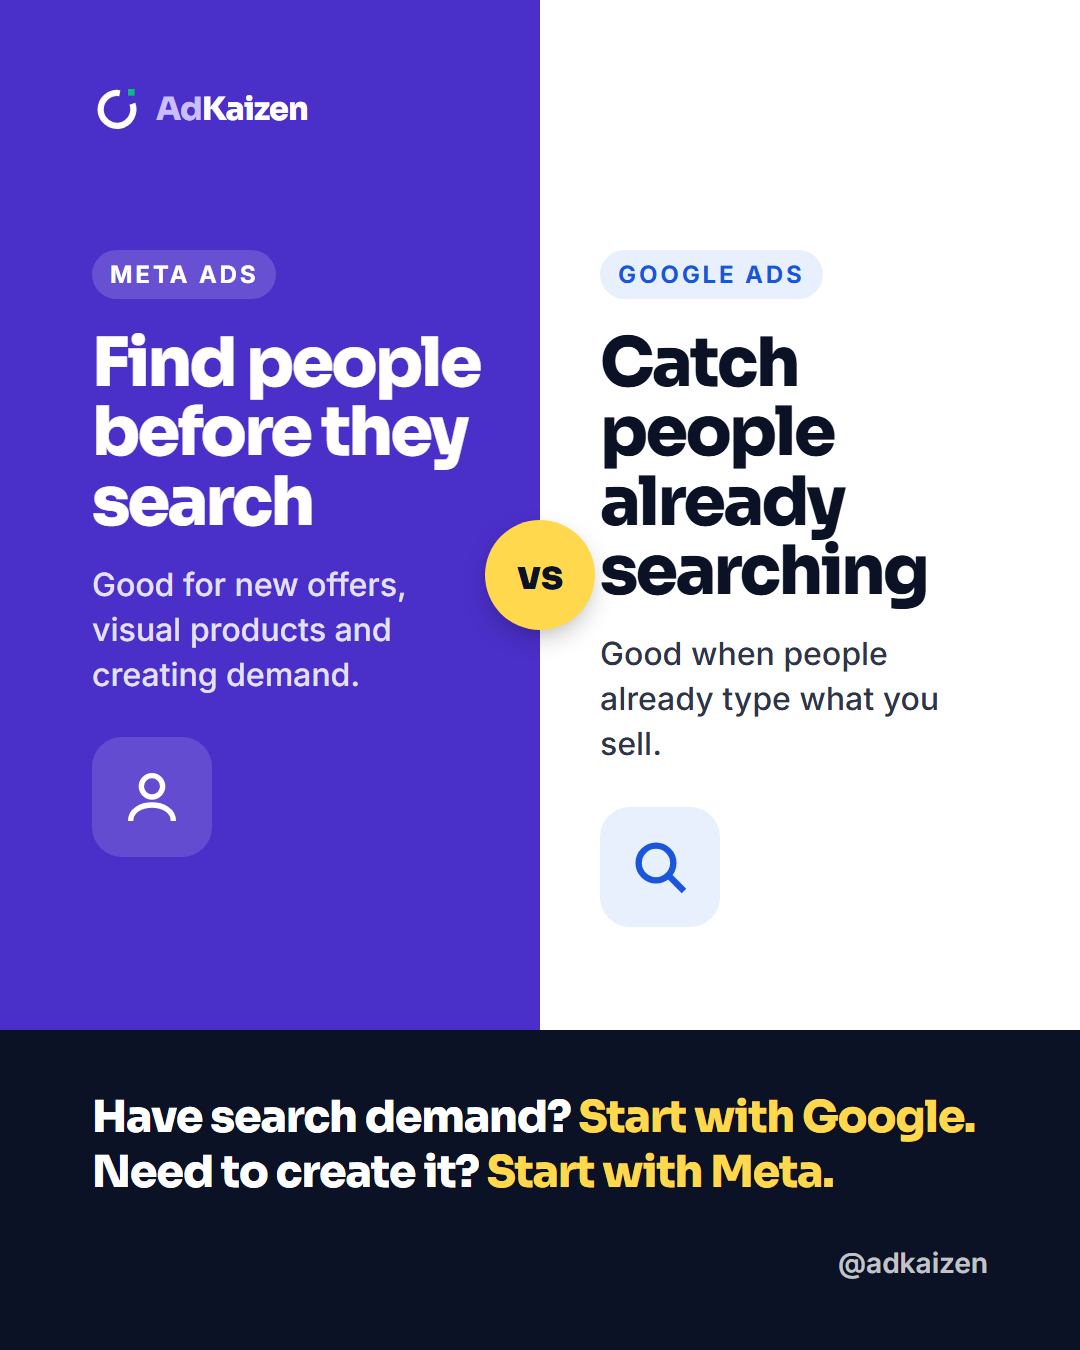 AdKaizen
META ADS
Find people
before they
search
Good for new offers,
visual products and
creating demand.
vs
GOOGLE ADS
Catch
people
already
searching
Good when people
already type what you
sell.
Have search demand? Start with Google.
Need to create it? Start with Meta.
@adkaizen